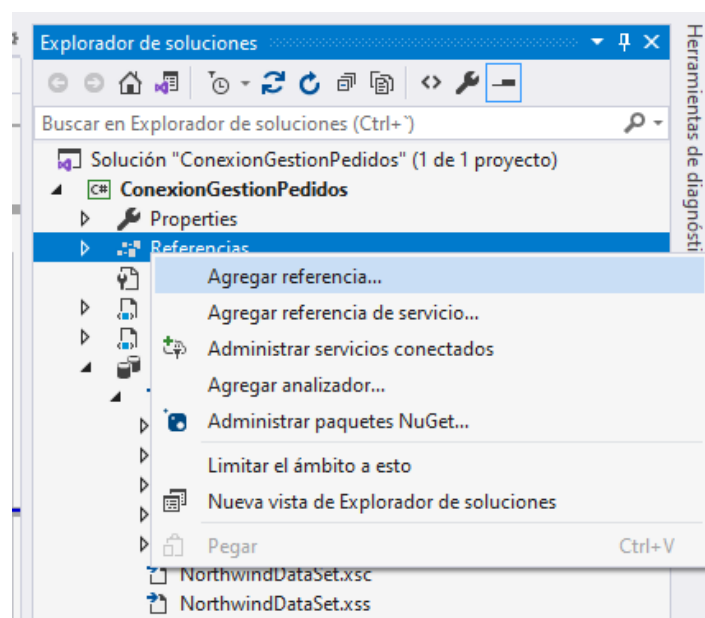 Explorador de soluciones
Buscar en Explorador de soluciones (Ctrl+`)
Solución "ConexionGestionPedidos" (1 de 1 proyecto)
C# ConexionGestionPedidos
Properties
Referencias
Agregar referencia...
Agregar referencia de servicio...
Administrar servicios conectados
Agregar analizador...
Administrar paquetes NuGet...
Limitar el ámbito a esto
Nueva vista de Explorador de soluciones
Pegar Ctrl+V
NorthwindDataSet.xsc
NorthwindDataSet.xss
Herramientas de diagnósti